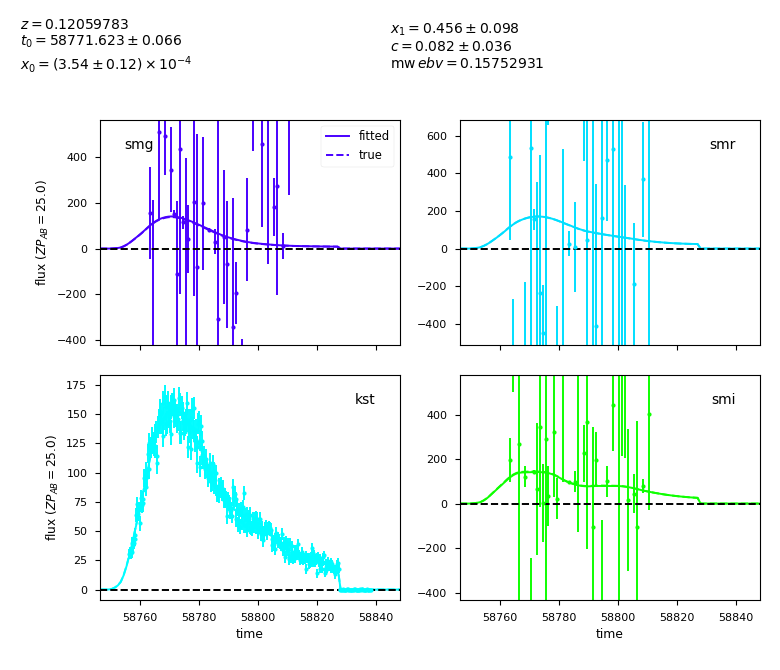 z = 0.12059783
t₀ = 58771.623 ± 0.066
x₀ = (3.54 ± 0.12) × 10⁻⁴
x₁ = 0.456 ± 0.098
c = 0.082 ± 0.036
mw ebv = 0.15752931
smg
fitted
true
400
200
0
−200
−400
flux (ZP_AB = 25.0)
smr
600
400
200
0
−200
−400
kst
175
150
125
100
75
50
25
0
flux (ZP_AB = 25.0)
58760 58780 58800 58820 58840
time
smi
400
200
0
−200
−400
58760 58780 58800 58820 58840
time